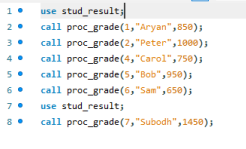 1 use stud_result;
2 call proc_grade(1,"Aryan",850);
3 call proc_grade(2,"Peter",1000);
4 call proc_grade(4,"Carol",750);
5 call proc_grade(5,"Bob",950);
6 call proc_grade(6,"Sam",650);
7 use stud_result;
8 call proc_grade(7,"Subodh",1450);